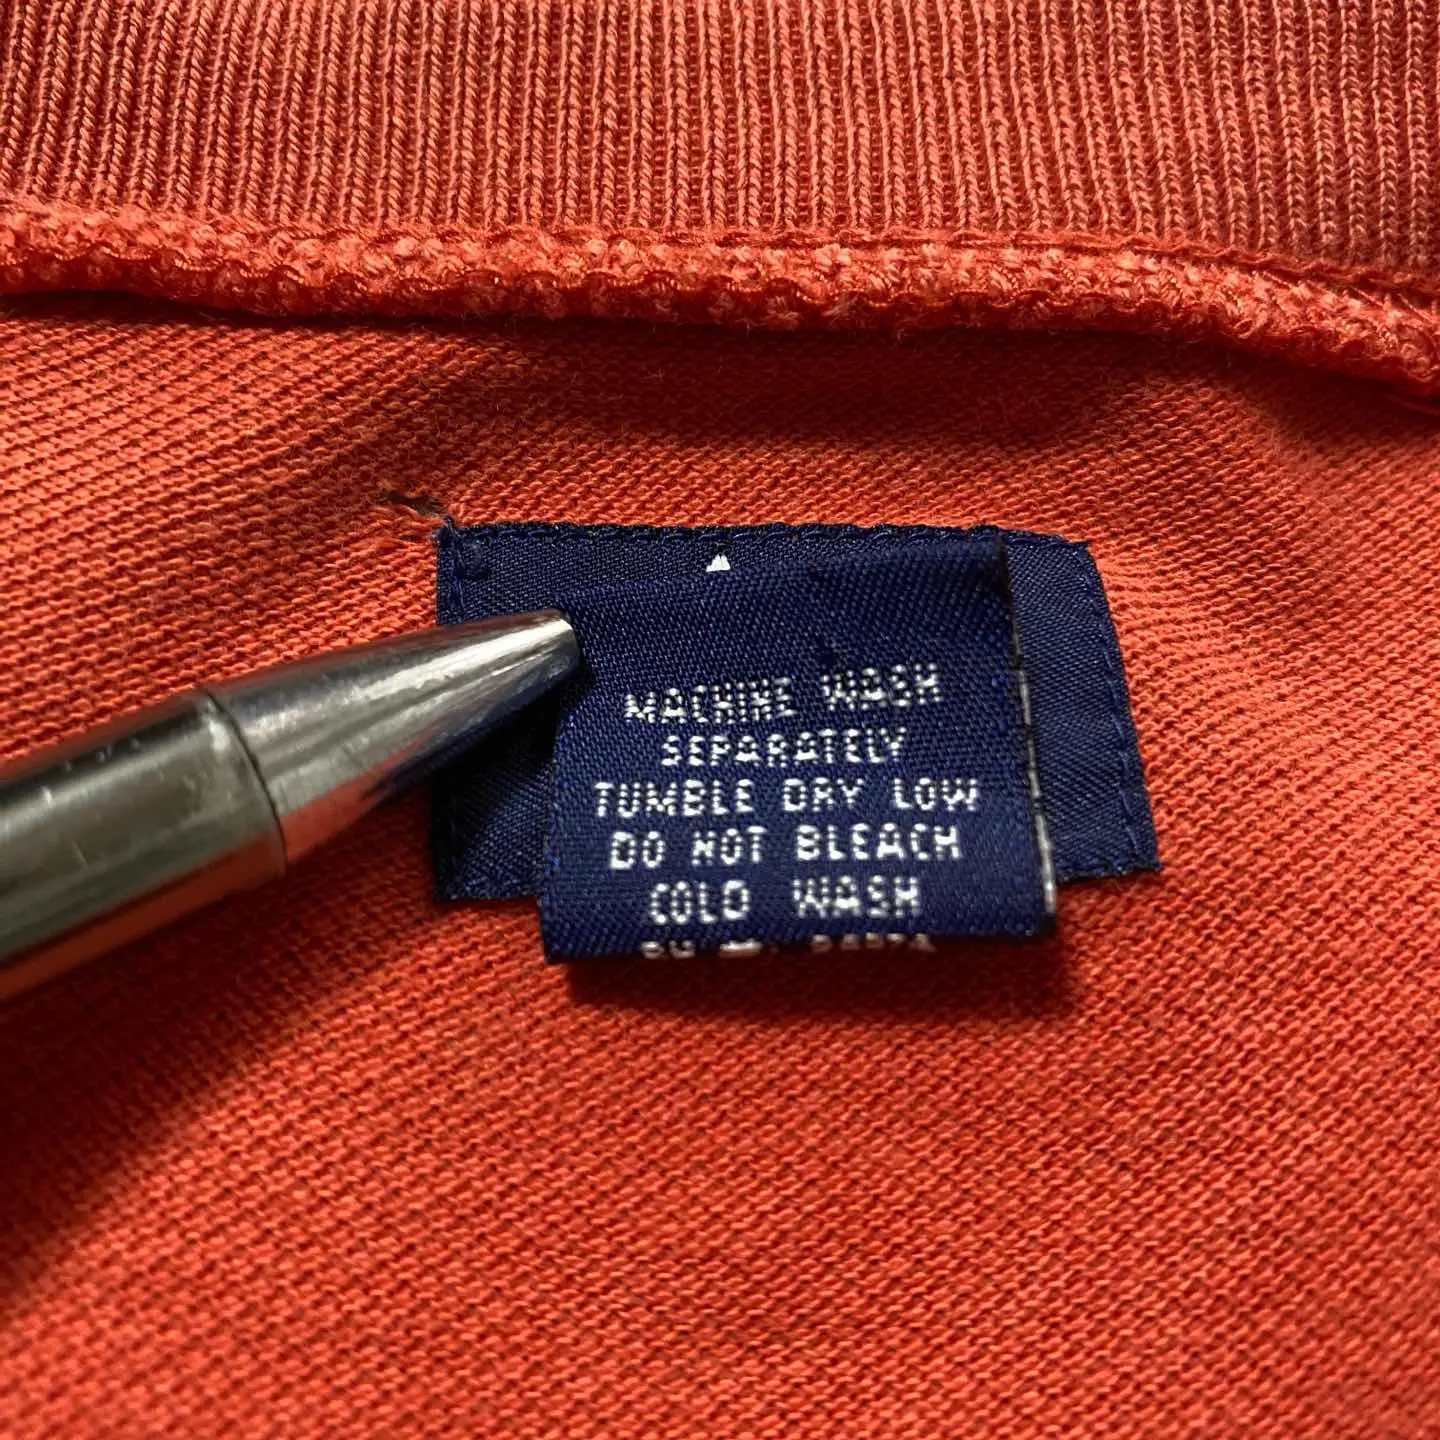 MACHINE WASH
SEPARATELY
TUMBLE DRY LOW
DO NOT BLEACH
COLD WASH